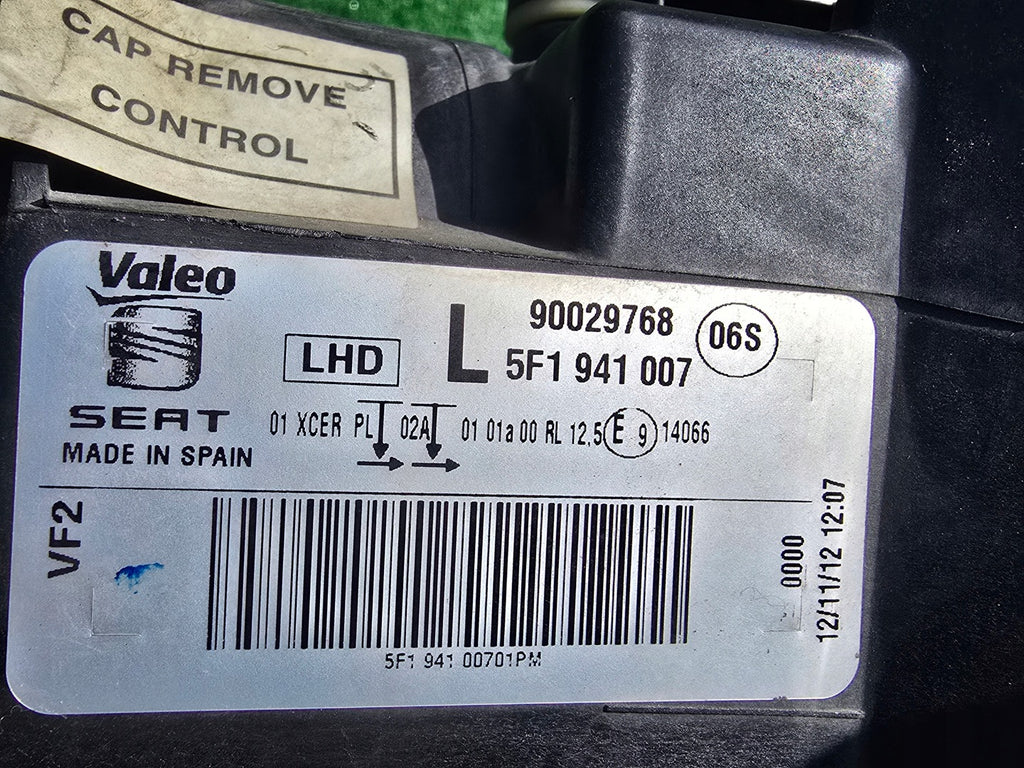 CAP REMOVE
CONTROL
Valeo
SEAT
MADE IN SPAIN
LHD
L
90029768
5F1 941 007
06S
01 XCER PL 02A 01 01a 00 RL 12,5 E 9 14066
VF2
5F1 941 00701PM
0000
12/11/12 12:07